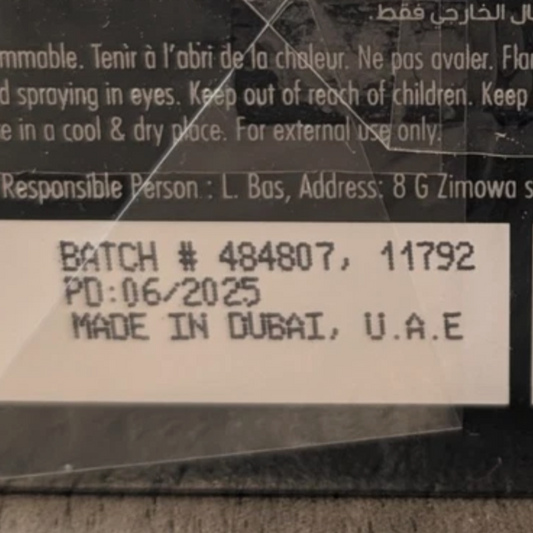 ال الخارجي فقط.
mmable. Tenir à l'abri de la chaleur. Ne pas avaler. Fla
d spraying in eyes. Keep out of reach of children. Keep
e in a cool & dry place. For external use only.
Responsible Person : L. Bas, Address: 8 G Zimowa s
BATCH # 484807, 11792
PD:06/2025
MADE IN DUBAI, U.A.E